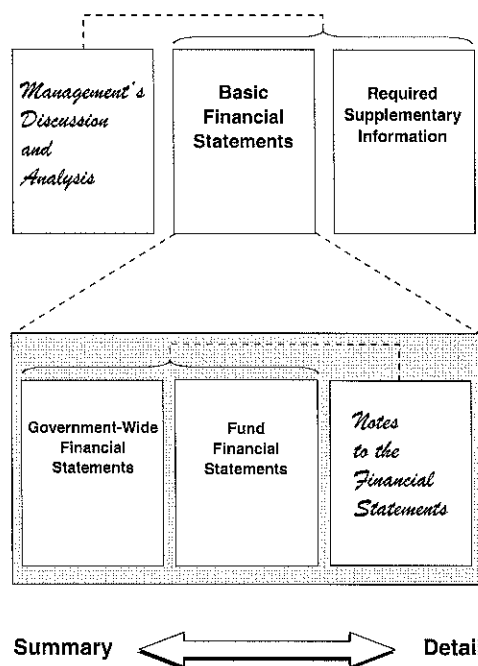 Management's
Discussion
and
Analysis
Basic
Financial
Statements
Required
Supplementary
Information
Government-Wide
Financial
Statements
Fund
Financial
Statements
Notes
to the
Financial
Statements
Summary
Detail